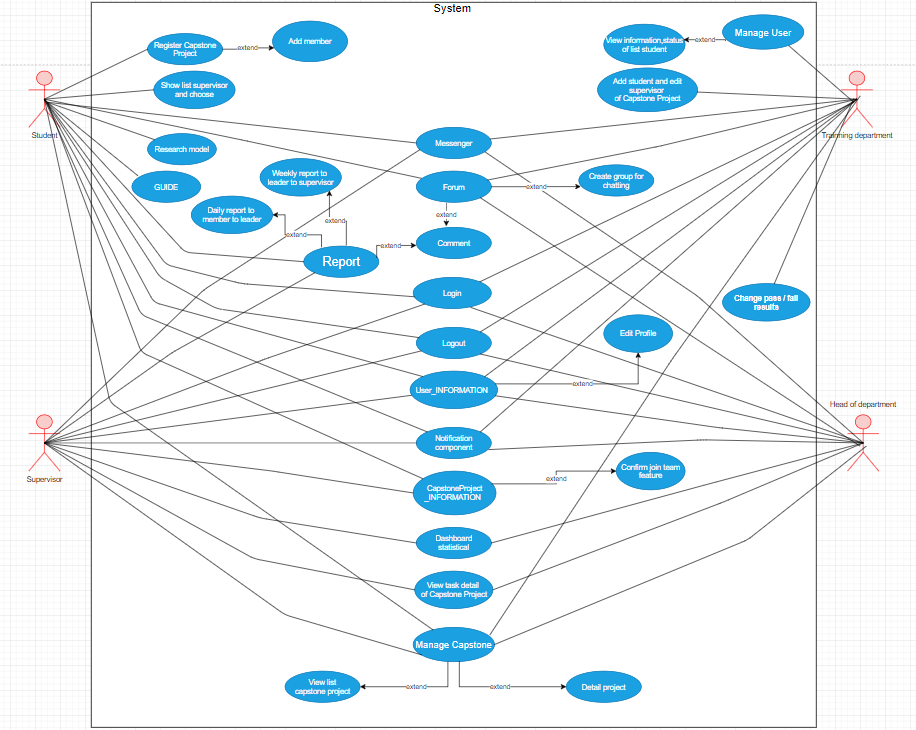 System
Register Capstone
Project
extend
Add member
View information,status
of list student
extend
Manage User
Show list supervisor
and choose
Add student and edit
supervisor
of Capstone Project
Student
Messenger
Trainning department
Research model
Weekly report to
leader to supervisor
GUIDE
Forum
extend
Create group for
chatting
Daily report to
member to leader
extend
extend
extend
extend
Comment
Report
Login
Change pass / fail
results
Logout
Edit Profile
User_INFORMATION
extend
Head of department
Notification
component
Supervisor
CapstoneProject
_INFORMATION
extend
Confirm join team
feature
Dashboard
statistical
View task detail
of Capstone Project
Manage Capstone
View list
capstone project
extend
extend
Detail project